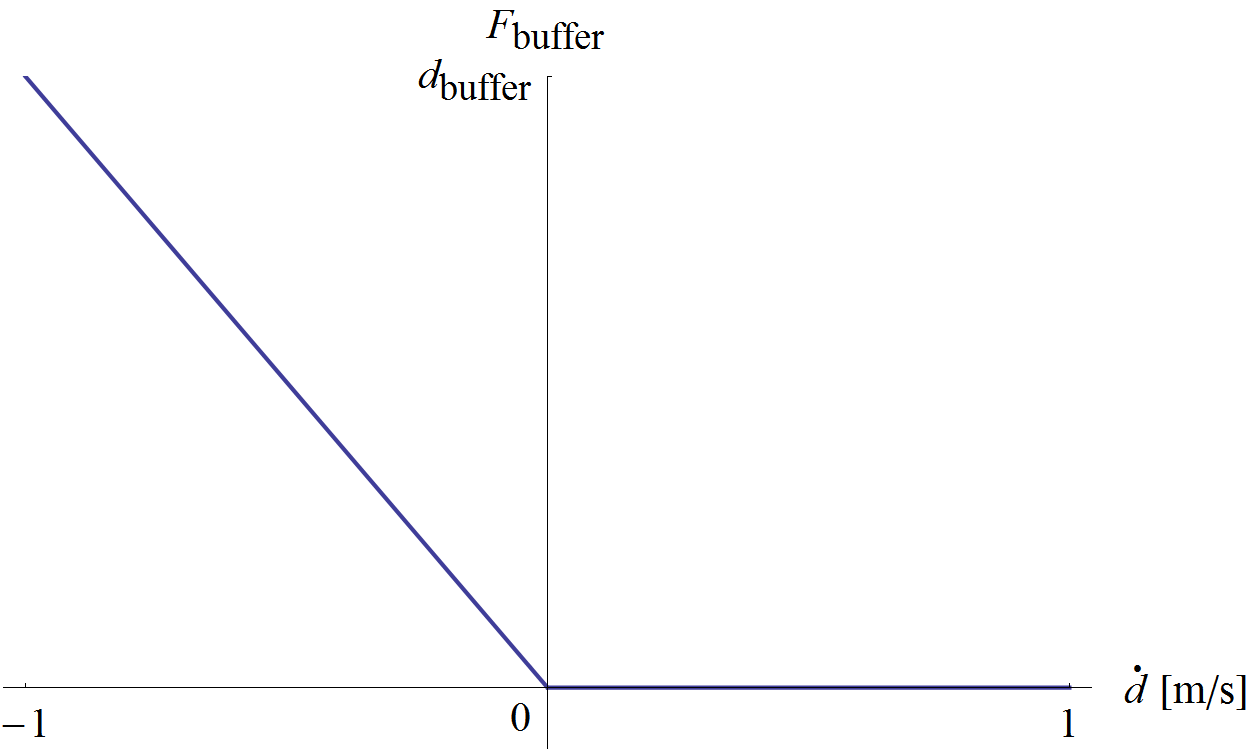 F_buffer
d_buffer
ḋ [m/s]
−1
0
1